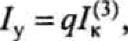 Iу = qIк(3),